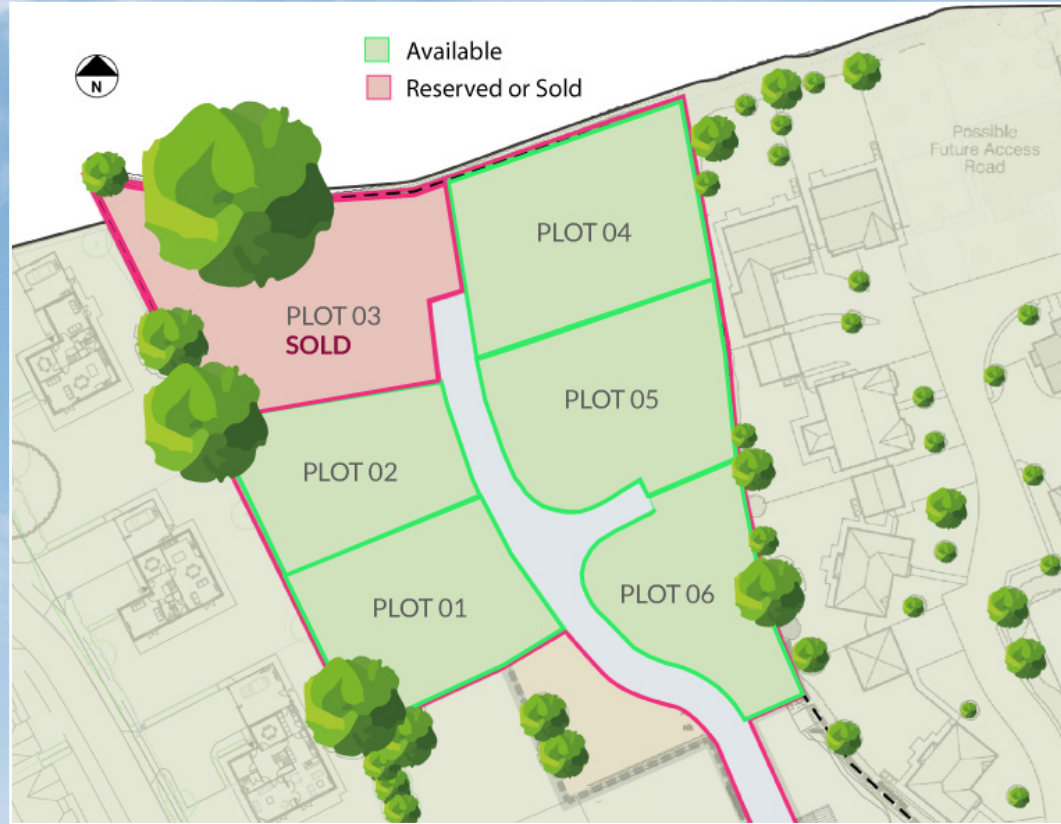 Available
Reserved or Sold
N
Possible
Future Access
Road
PLOT 04
PLOT 03
SOLD
PLOT 05
PLOT 02
PLOT 01
PLOT 06